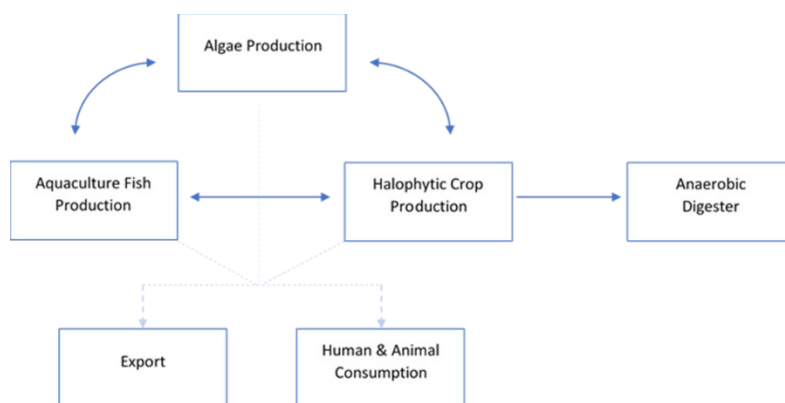 Algae Production
Aquaculture Fish
Production
Halophytic Crop
Production
Anaerobic
Digester
Export
Human & Animal
Consumption